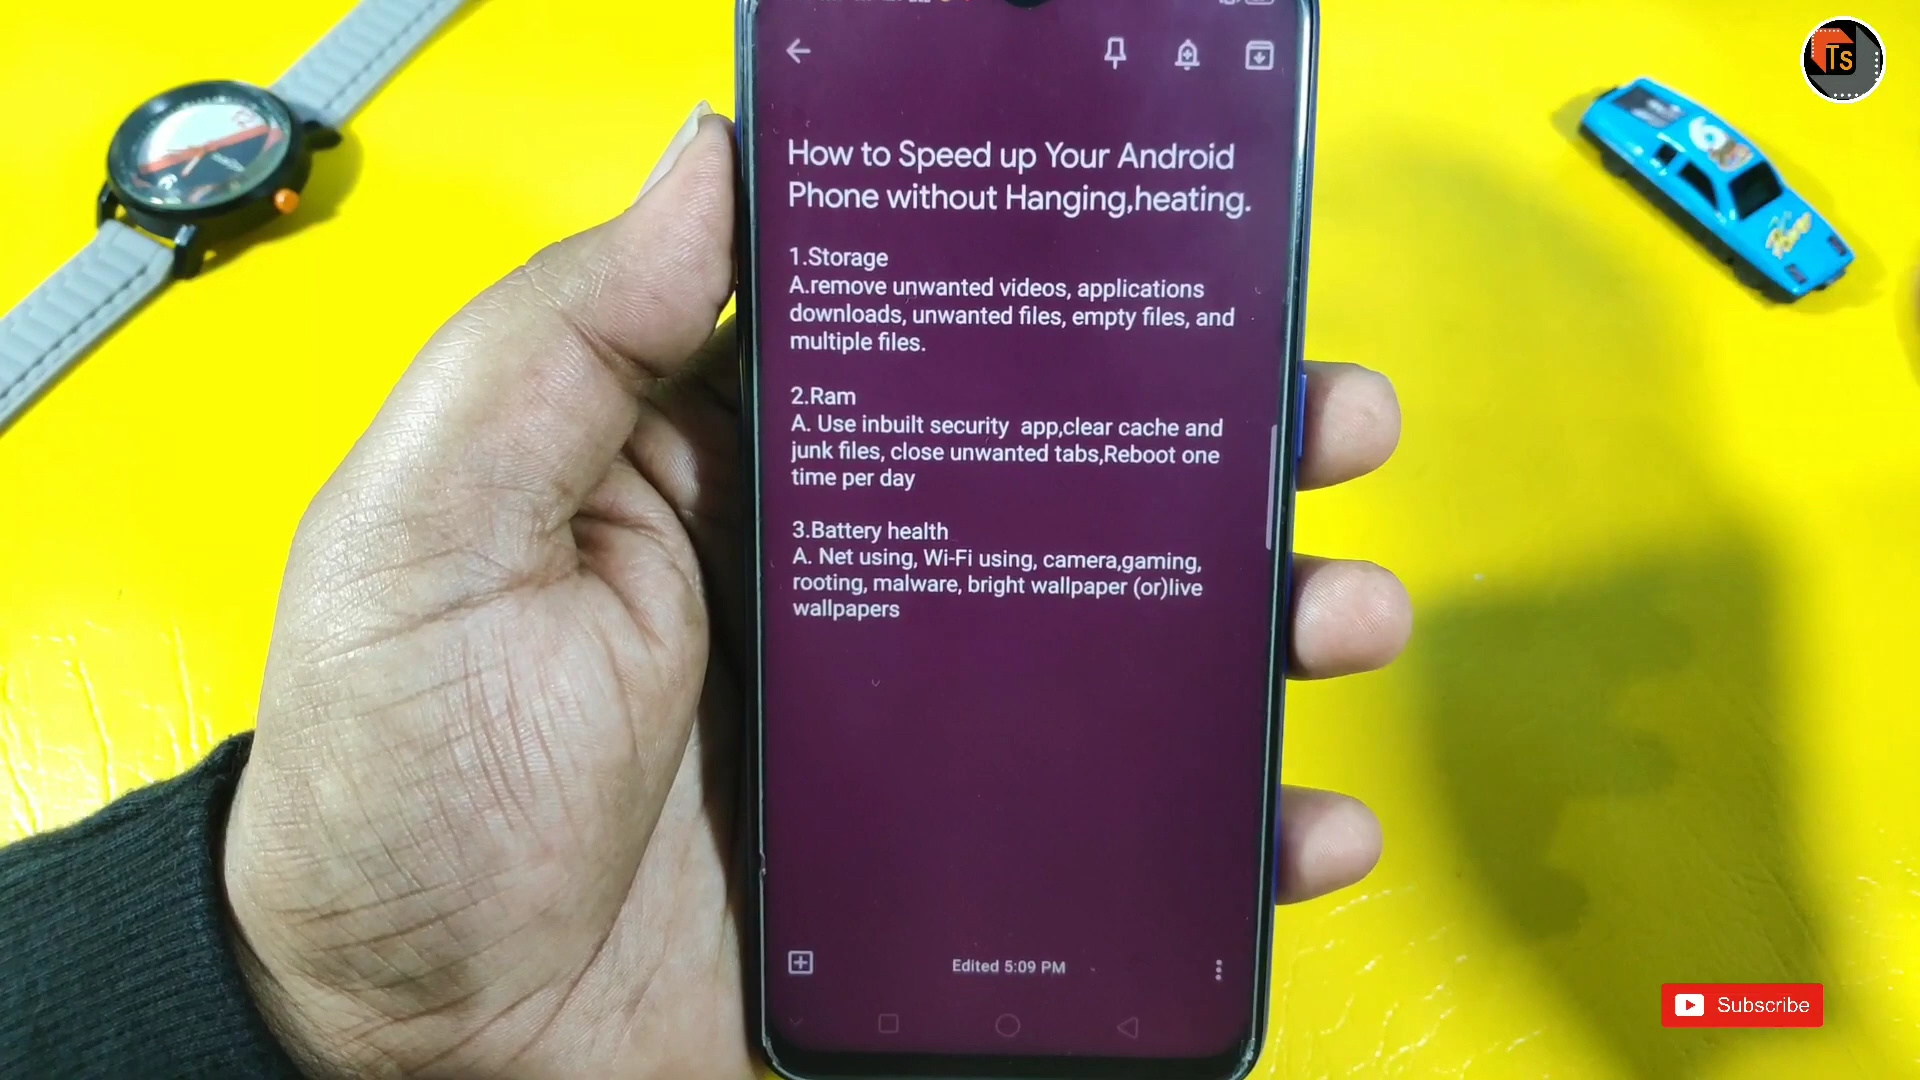 Ts
How to Speed up Your Android
Phone without Hanging,heating.
1.Storage
A.remove unwanted videos, applications
downloads, unwanted files, empty files, and
multiple files.
2.Ram
A. Use inbuilt security app,clear cache and
junk files, close unwanted tabs,Reboot one
time per day
3.Battery health
A. Net using, Wi-Fi using, camera,gaming,
rooting, malware, bright wallpaper (or)live
wallpapers
Edited 5:09 PM
Subscribe
6